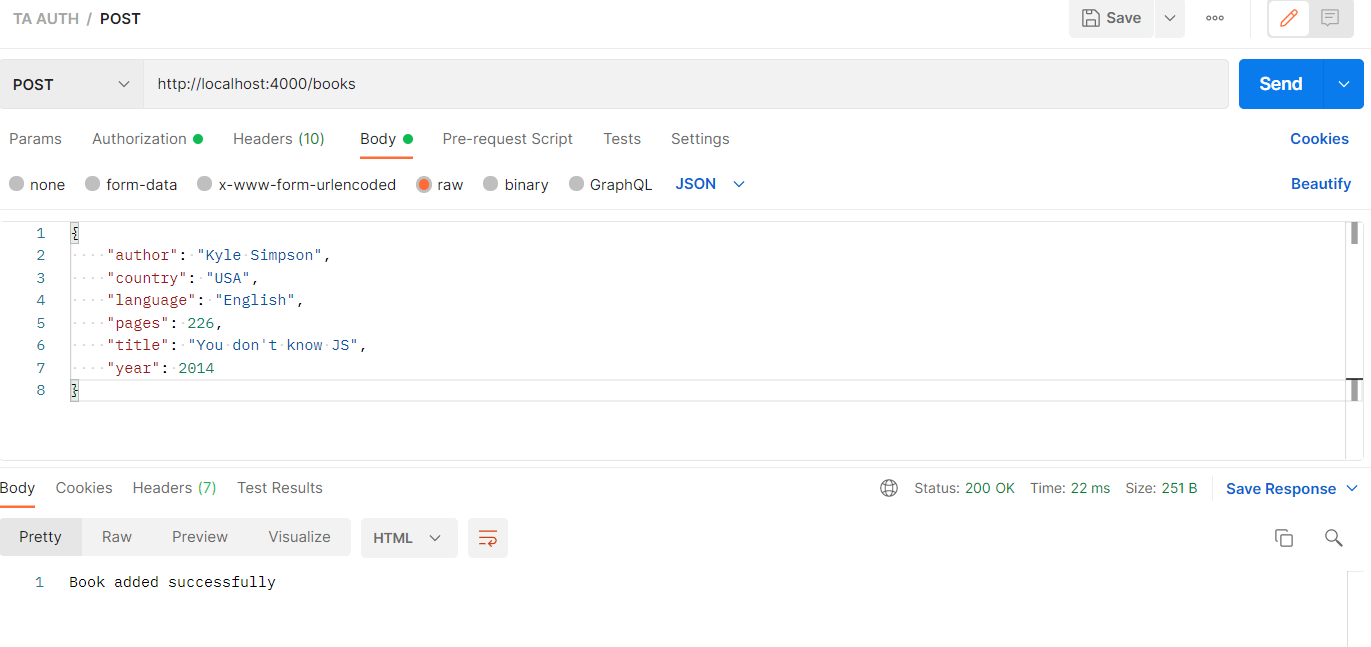 TA AUTH / POST
Save
POST http://localhost:4000/books Send
Params Authorization Headers (10) Body Pre-request Script Tests Settings Cookies
none form-data x-www-form-urlencoded raw binary GraphQL JSON Beautify
1 {
2 "author": "Kyle Simpson",
3 "country": "USA",
4 "language": "English",
5 "pages": 226,
6 "title": "You don't know JS",
7 "year": 2014
8 }
Body Cookies Headers (7) Test Results Status: 200 OK Time: 22 ms Size: 251 B Save Response
Pretty Raw Preview Visualize HTML
1 Book added successfully